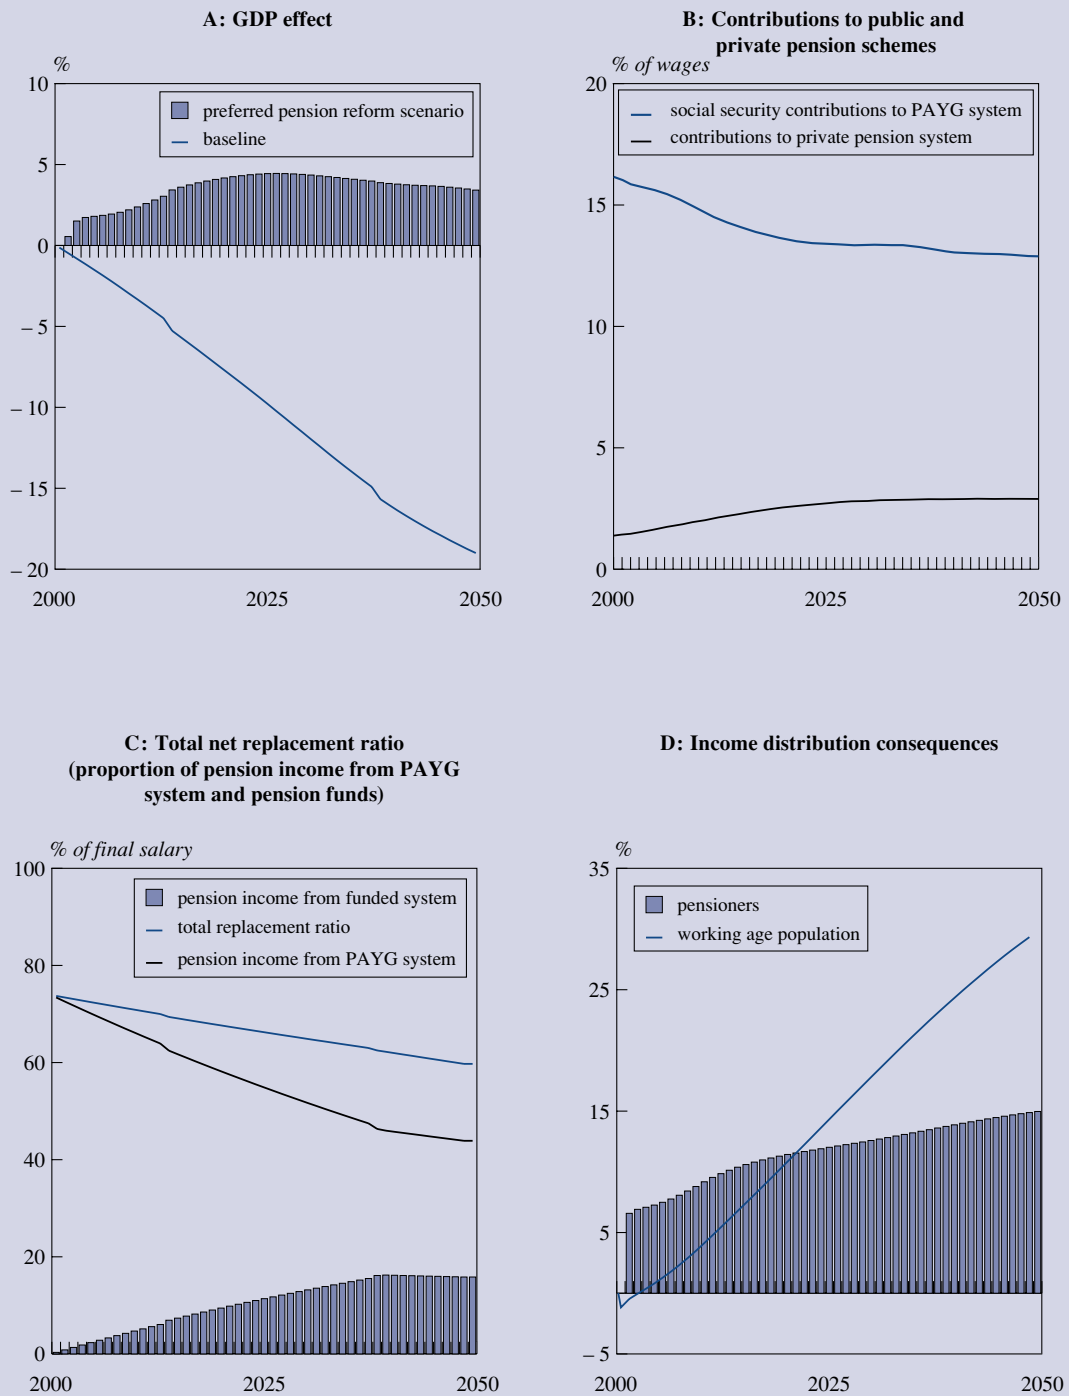 A: GDP effect
%
10
5
0
– 5
– 10
– 15
– 20
2000
2025
2050
preferred pension reform scenario
baseline
B: Contributions to public and
private pension schemes
% of wages
20
15
10
5
0
2000
2025
2050
social security contributions to PAYG system
contributions to private pension system
C: Total net replacement ratio
(proportion of pension income from PAYG
system and pension funds)
% of final salary
100
80
60
40
20
0
2000
2025
2050
pension income from funded system
total replacement ratio
pension income from PAYG system
D: Income distribution consequences
%
35
25
15
5
– 5
2000
2025
2050
pensioners
working age population